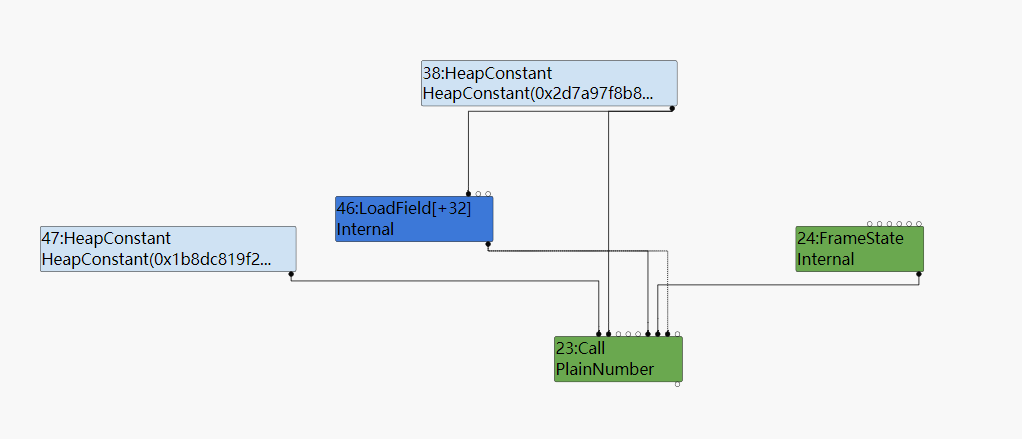 38:HeapConstant
HeapConstant(0x2d7a97f8b8...
46:LoadField[+32]
Internal
47:HeapConstant
HeapConstant(0x1b8dc819f2...
24:FrameState
Internal
23:Call
PlainNumber